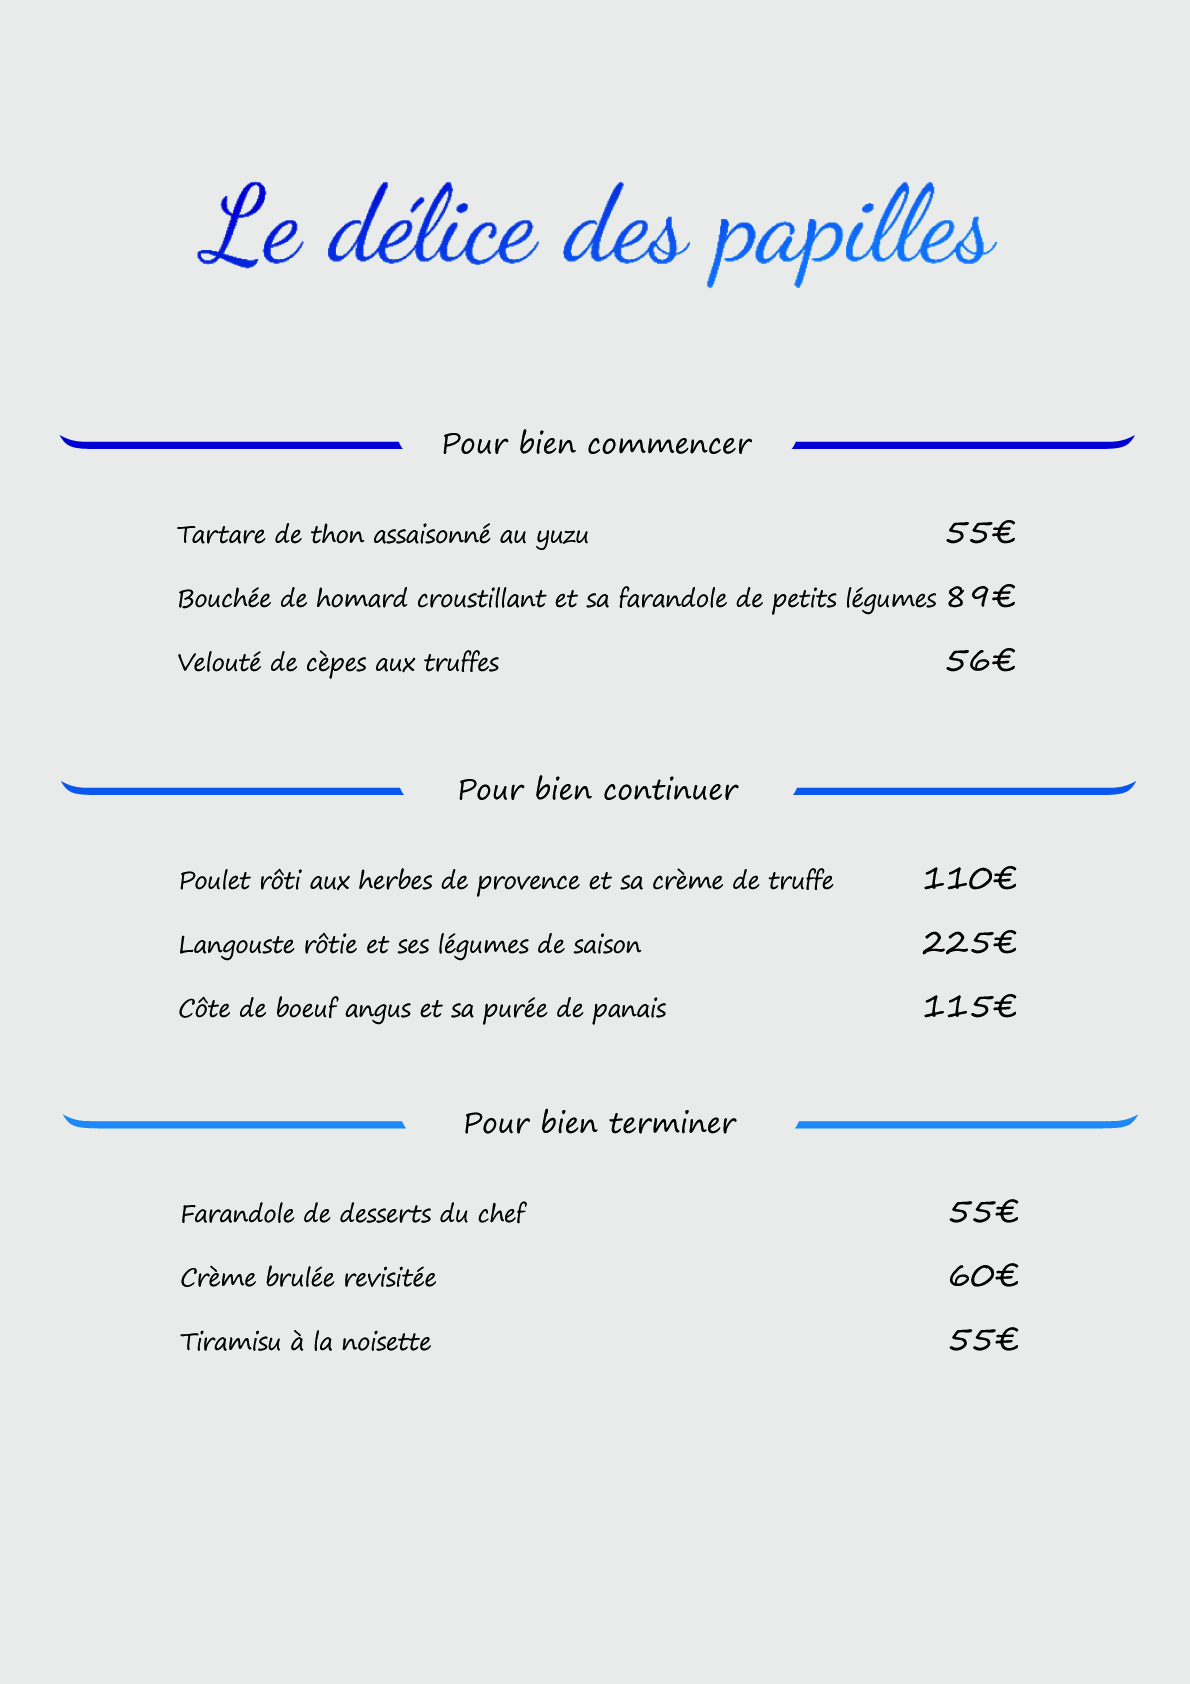 Le délice des papilles
Pour bien commencer
Tartare de thon assaisonné au yuzu 55€
Bouchée de homard croustillant et sa farandole de petits légumes 89€
Velouté de cèpes aux truffes 56€
Pour bien continuer
Poulet rôti aux herbes de provence et sa crème de truffe 110€
Langouste rôtie et ses légumes de saison 225€
Côte de boeuf angus et sa purée de panais 115€
Pour bien terminer
Farandole de desserts du chef 55€
Crème brulée revisitée 60€
Tiramisu à la noisette 55€